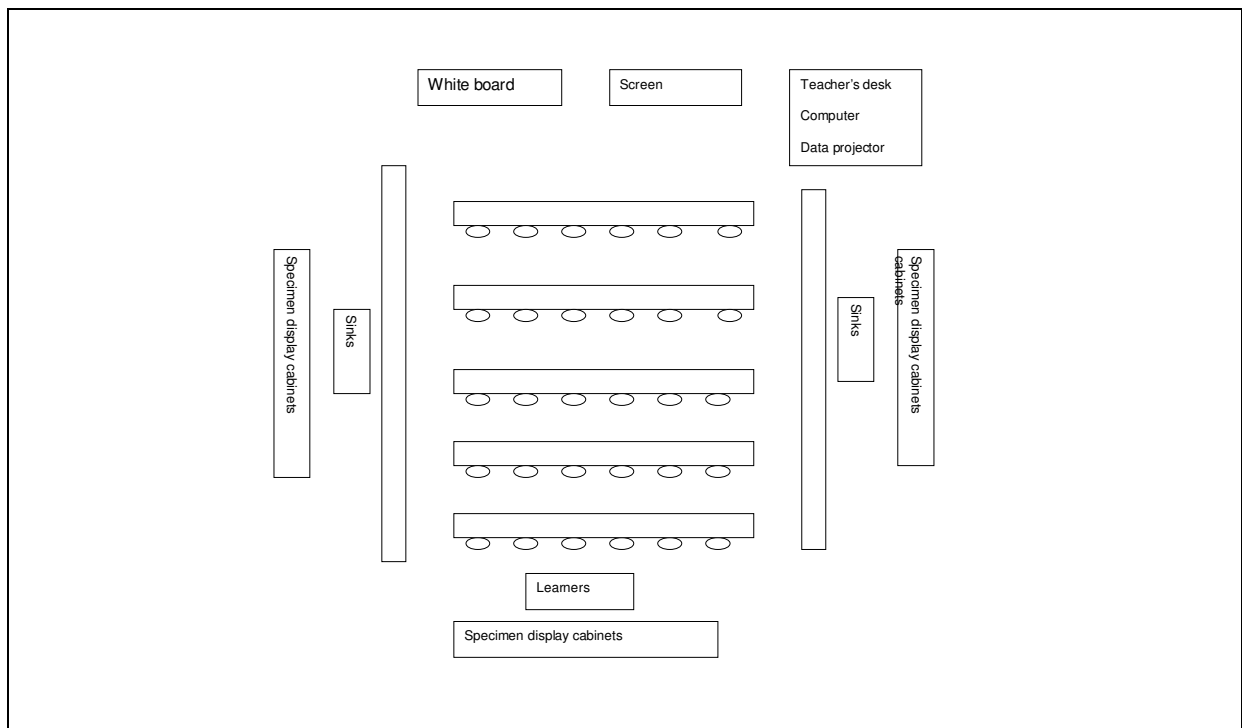 White board
Screen
Teacher's desk
Computer
Data projector
Specimen display cabinets
Sinks
Sinks
Specimen display cabinets
cabinets
Learners
Specimen display cabinets